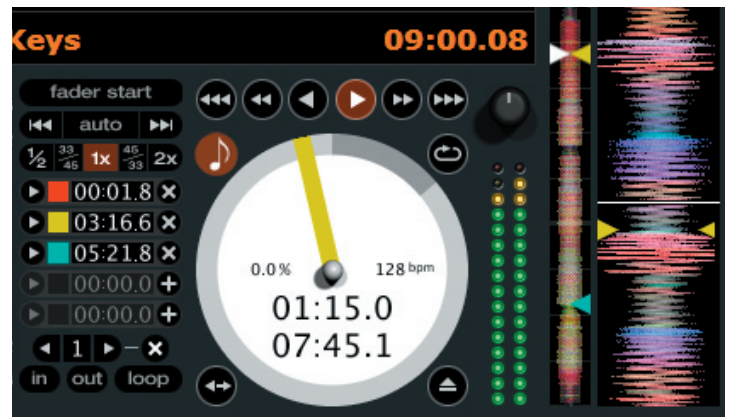 Keys 09:00.08
fader start
auto
½ 33/45 1x 45/33 2x
00:01.8
03:16.6
05:21.8
00:00.0
00:00.0
1
in out loop
0.0% 128 bpm
01:15.0
07:45.1